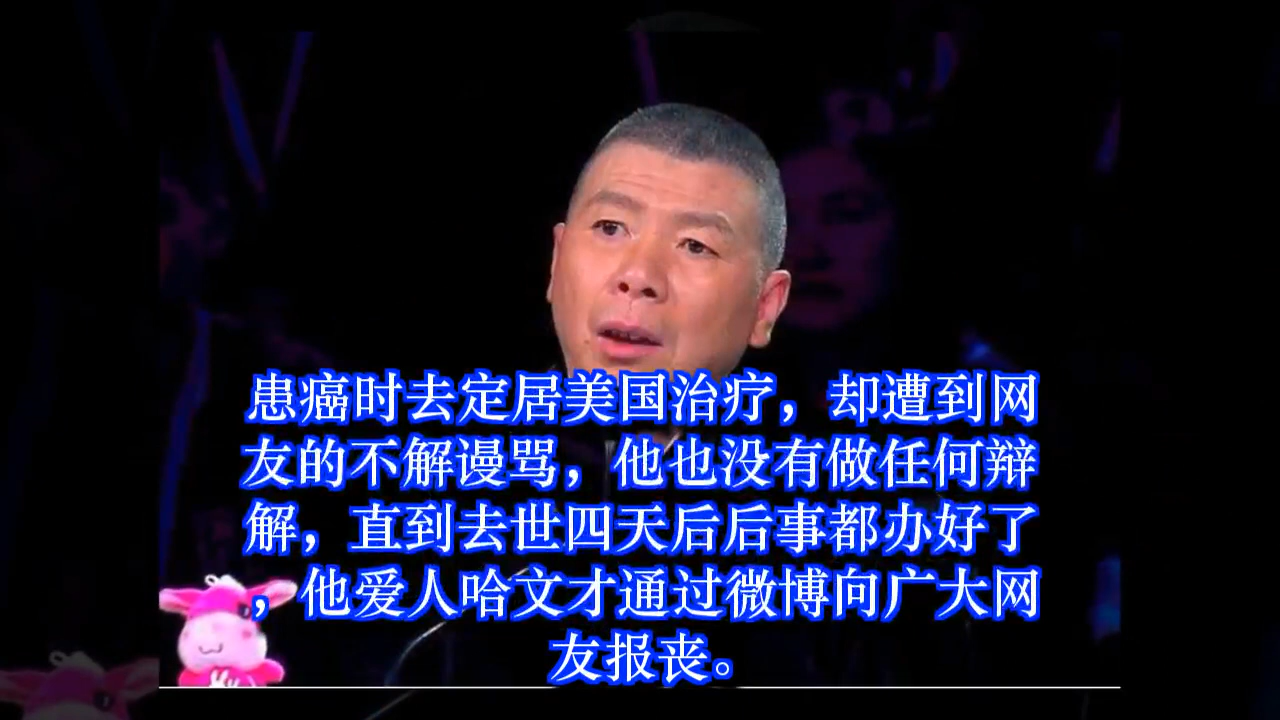 患癌时去定居美国治疗，却遭到网
友的不解谩骂，他也没有做任何辩
解，直到去世四天后后事都办好了
，他爱人哈文才通过微博向广大网
友报丧。